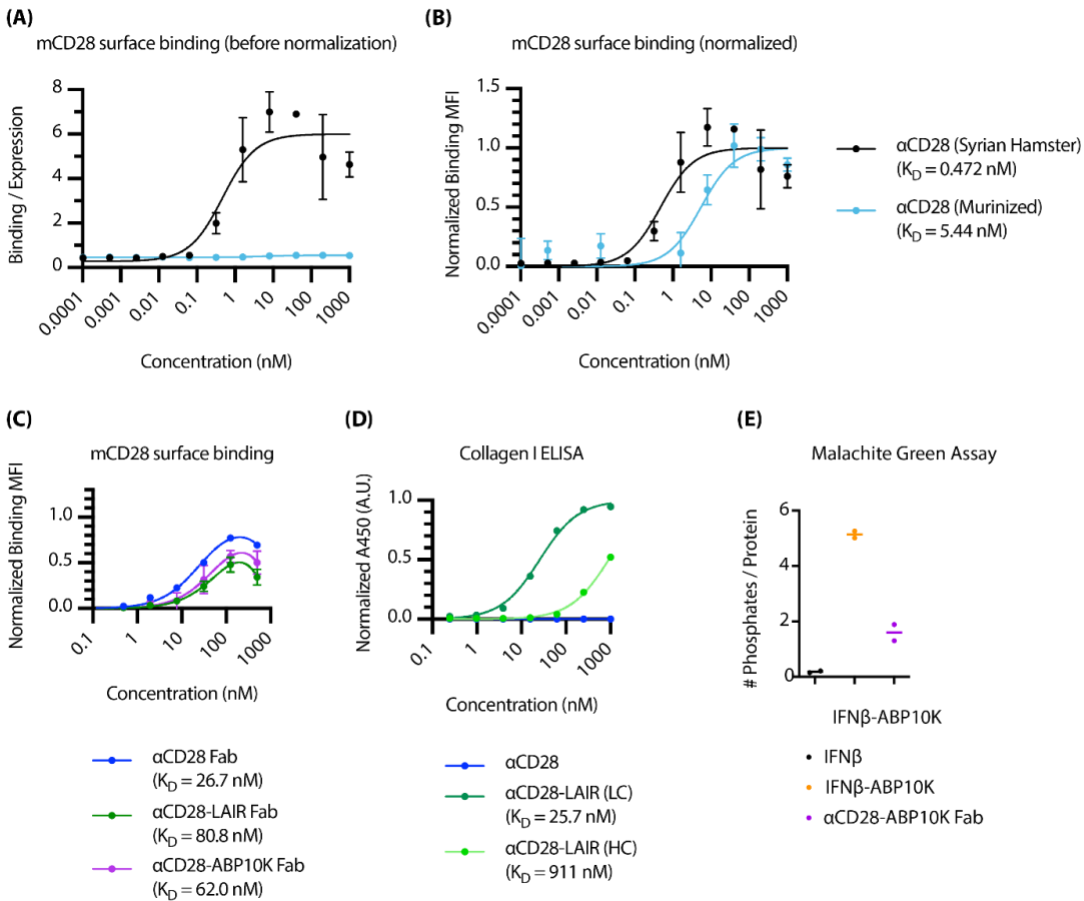 (A)
mCD28 surface binding (before normalization)
Binding / Expression
8
6
4
2
0
0.0001
0.001
0.01
0.1
1
10
100
1000
Concentration (nM)
(B)
mCD28 surface binding (normalized)
Normalized Binding MFI
1.5
1.0
0.5
0.0
0.0001
0.001
0.01
0.1
1
10
100
1000
Concentration (nM)
αCD28 (Syrian Hamster)
(KD = 0.472 nM)
αCD28 (Murinized)
(KD = 5.44 nM)
(C)
mCD28 surface binding
Normalized Binding MFI
1.0
0.5
0.0
0.1
1
10
100
1000
Concentration (nM)
αCD28 Fab
(KD = 26.7 nM)
αCD28-LAIR Fab
(KD = 80.8 nM)
αCD28-ABP10K Fab
(KD = 62.0 nM)
(D)
Collagen I ELISA
Normalized A450 (A.U.)
1.0
0.5
0.0
0.1
1
10
100
1000
Concentration (nM)
αCD28
αCD28-LAIR (LC)
(KD = 25.7 nM)
αCD28-LAIR (HC)
(KD = 911 nM)
(E)
Malachite Green Assay
# Phosphates / Protein
6
4
2
0
IFNβ-ABP10K
IFNβ
IFNβ-ABP10K
αCD28-ABP10K Fab